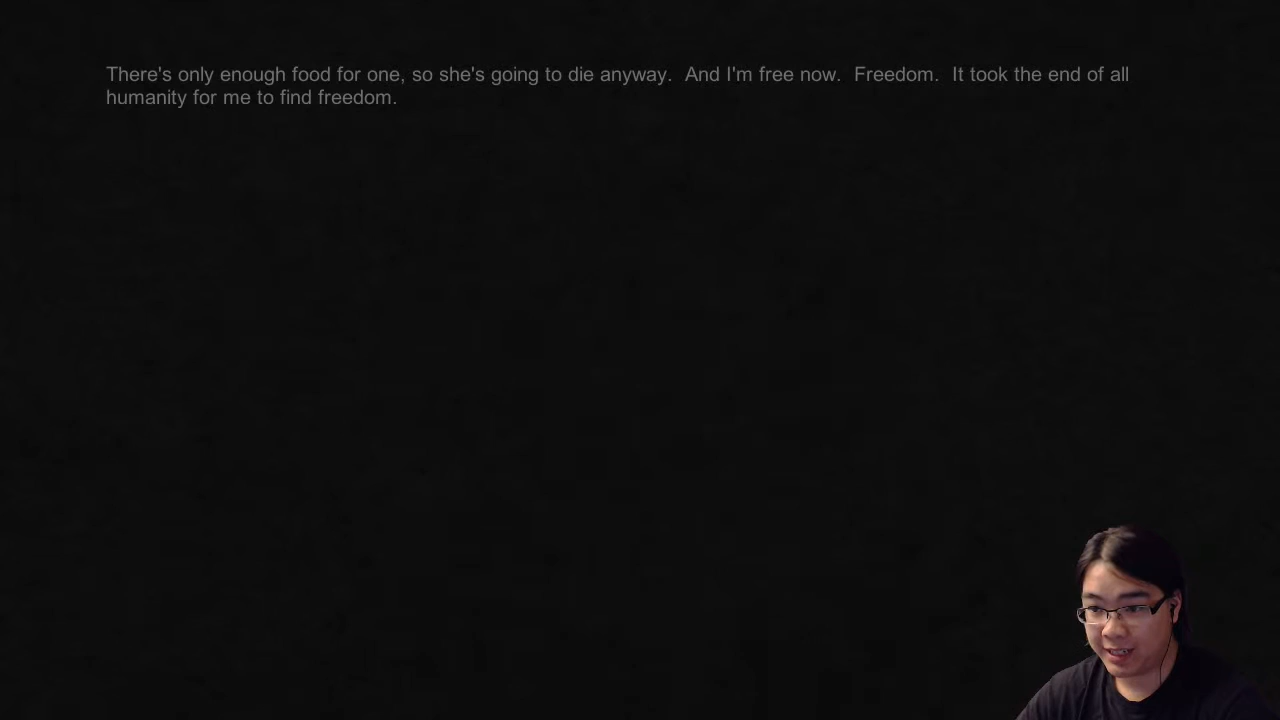 There's only enough food for one, so she's going to die anyway.  And I'm free now.  Freedom.  It took the end of all
humanity for me to find freedom.